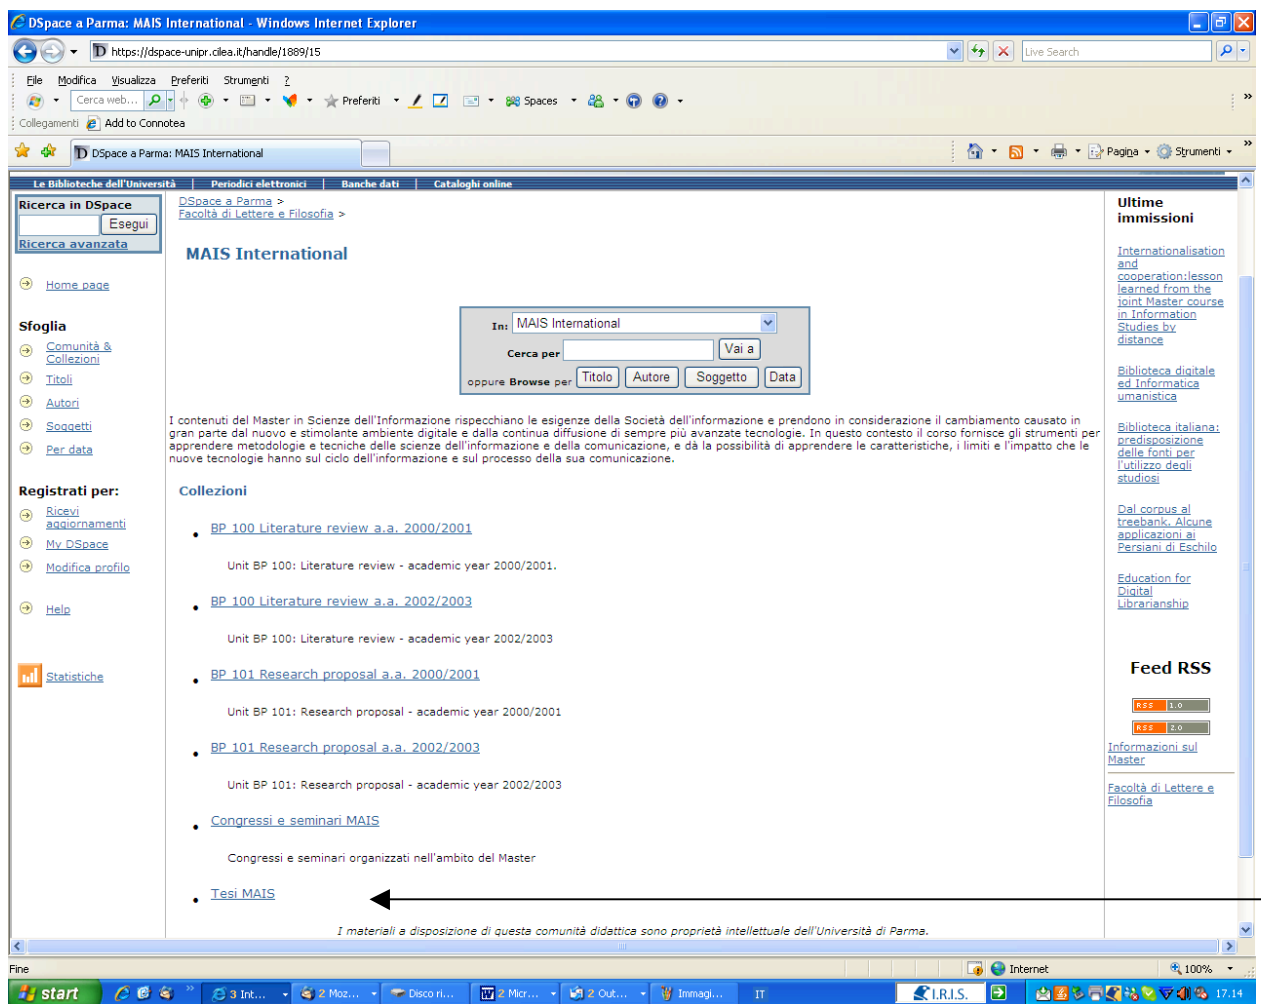 DSpace a Parma: MAIS International - Windows Internet Explorer
https://dspace-unipr.cilea.it/handle/1889/15
Live Search
File Modifica Visualizza Preferiti Strumenti ?
Cerca web...
Preferiti
Spaces
Collegamenti Add to Connotea
DSpace a Parma: MAIS International
Pagina Strumenti
Le Biblioteche dell'Università Periodici elettronici Banche dati Cataloghi online
Ricerca in DSpace
Esegui
Ricerca avanzata
Home page
Sfoglia
Comunità &
Collezioni
Titoli
Autori
Soggetti
Per data
Registrati per:
Ricevi
aggiornamenti
My DSpace
Modifica profilo
Help
Statistiche
DSpace a Parma >
Facoltà di Lettere e Filosofia >
MAIS International
In: MAIS International
Cerca per Vai a
oppure Browse per Titolo Autore Soggetto Data
I contenuti del Master in Scienze dell'Informazione rispecchiano le esigenze della Società dell'informazione e prendono in considerazione il cambiamento causato in
gran parte dal nuovo e stimolante ambiente digitale e dalla continua diffusione di sempre più avanzate tecnologie. In questo contesto il corso fornisce gli strumenti per
apprendere metodologie e tecniche delle scienze dell'informazione e della comunicazione, e dà la possibilità di apprendere le caratteristiche, i limiti e l'impatto che le
nuove tecnologie hanno sul ciclo dell'informazione e sul processo della sua comunicazione.
Collezioni
BP 100 Literature review a.a. 2000/2001
Unit BP 100: Literature review - academic year 2000/2001.
BP 100 Literature review a.a. 2002/2003
Unit BP 100: Literature review - academic year 2002/2003
BP 101 Research proposal a.a. 2000/2001
Unit BP 101: Research proposal - academic year 2000/2001
BP 101 Research proposal a.a. 2002/2003
Unit BP 101: Research proposal - academic year 2002/2003
Congressi e seminari MAIS
Congressi e seminari organizzati nell'ambito del Master
Tesi MAIS
I materiali a disposizione di questa comunità didattica sono proprietà intellettuale dell'Università di Parma.
Ultime
immissioni
Internationalisation
and
cooperation:lesson
learned from the
joint Master course
in Information
Studies by
distance
Biblioteca digitale
ed Informatica
umanistica
Biblioteca italiana:
predisposizione
delle fonti per
l'utilizzo degli
studiosi
Dal corpus al
treebank. Alcune
applicazioni ai
Persiani di Eschilo
Education for
Digital
Librarianship
Feed RSS
RSS 1.0
RSS 2.0
Informazioni sul
Master
Facoltà di Lettere e
Filosofia
Fine
Internet
100%
start
3 Int...
2 Moz...
Disco ri...
2 Micr...
2 Out...
Immagi...
IT
I.R.I.S.
17.14